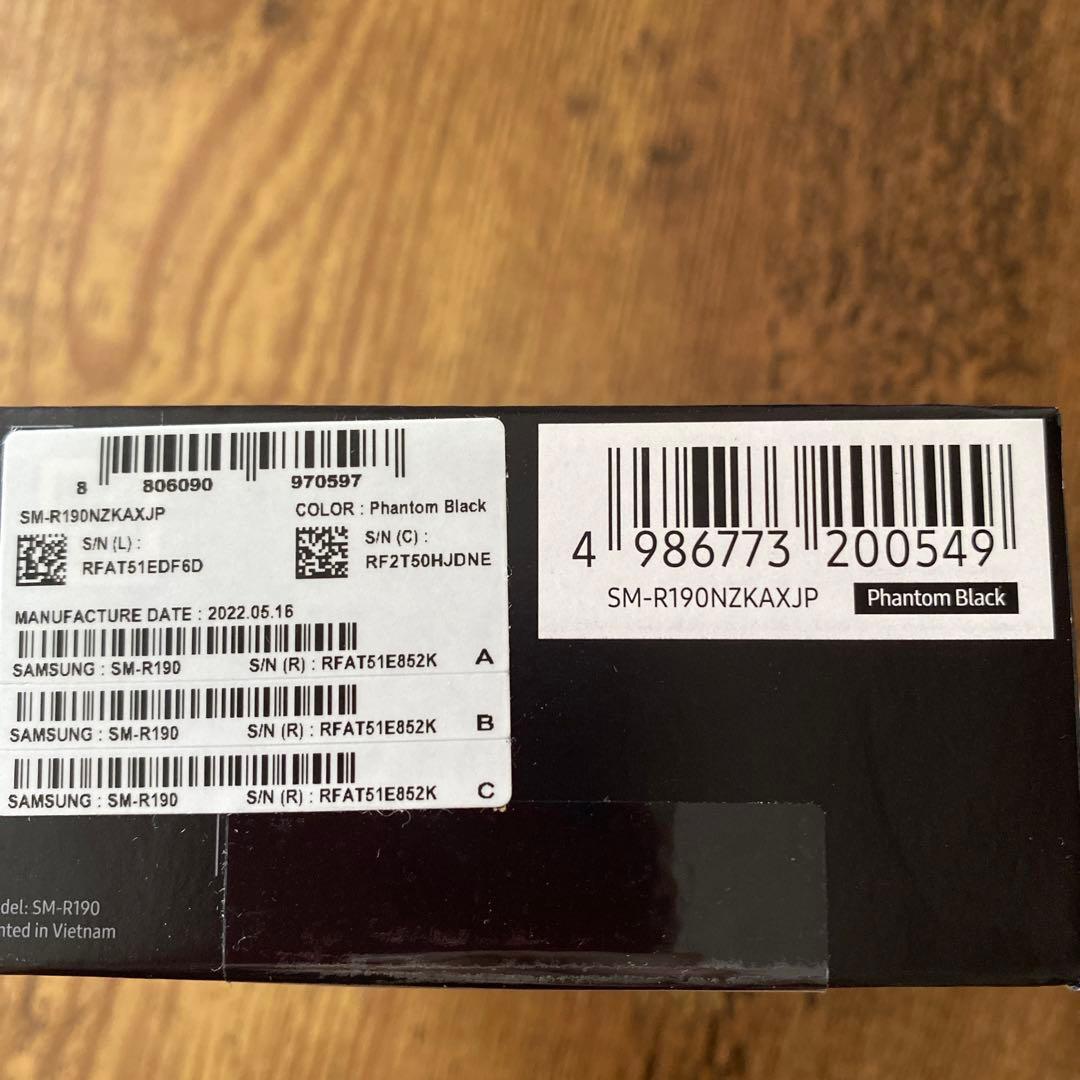 8 806090 970597
SM-R190NZKAXJP
COLOR : Phantom Black
S/N (L) :
RFAT51EDF6D
S/N (C) :
RF2T50HJDNE
MANUFACTURE DATE : 2022.05.16
SAMSUNG : SM-R190 S/N (R) : RFAT51E852K A
SAMSUNG : SM-R190 S/N (R) : RFAT51E852K B
SAMSUNG : SM-R190 S/N (R) : RFAT51E852K C
4 986773 200549
SM-R190NZKAXJP Phantom Black
del: SM-R190
nted in Vietnam